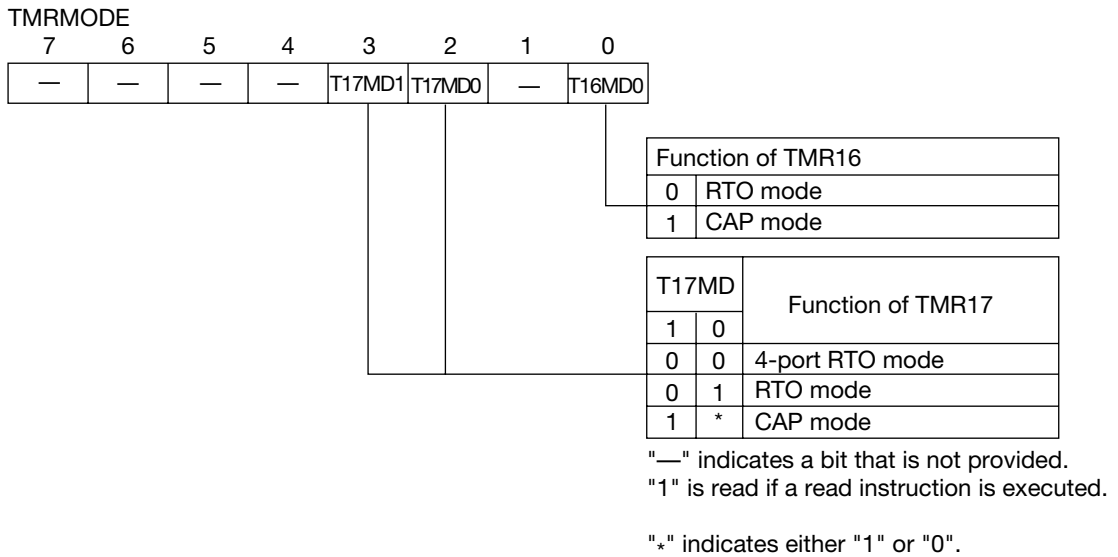 TMRMODE
7 6 5 4 3 2 1 0
— — — — T17MD1 T17MD0 — T16MD0
Function of TMR16
0 RTO mode
1 CAP mode
T17MD Function of TMR17
1 0
0 0 4-port RTO mode
0 1 RTO mode
1 * CAP mode
"—" indicates a bit that is not provided.
"1" is read if a read instruction is executed.
"*" indicates either "1" or "0".